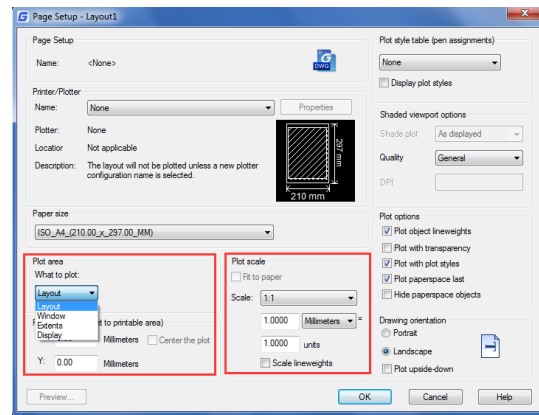 Page Setup - Layout1
Page Setup
Name: <None>
DWG
Printer/Plotter
Name: None Properties
Plotter: None
Locatior Not applicable
Description: The layout will not be plotted unless a new plotter
configuration name is selected.
297 mm
210 mm
Paper size
ISO_A4_(210.00_x_297.00_MM)
Plot area
What to plot:
Layout
Layout
Window
Extents
Display
et to printable area)
Millimeters Center the plot
Y: 0.00 Millimeters
Plot scale
Fit to paper
Scale: 1:1
1.0000 Millimeters =
1.0000 units
Scale lineweights
Plot style table (pen assignments)
None
Display plot styles
Shaded viewport options
Shade plot As displayed
Quality General
DPI
Plot options
Plot object lineweights
Plot with transparency
Plot with plot styles
Plot paperspace last
Hide paperspace objects
Drawing orientation
Portrait
Landscape
Plot upside-down
Preview... OK Cancel Help